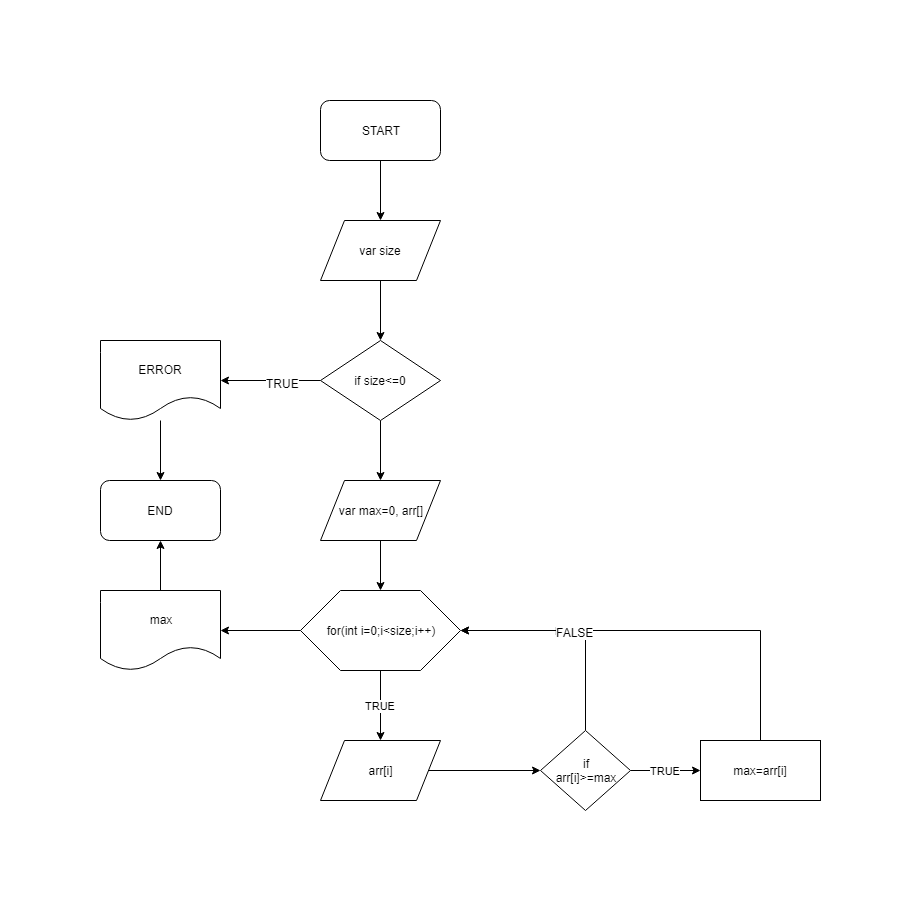 START
var size
if size<=0
TRUE
ERROR
END
var max=0, arr[]
for(int i=0;i<size;i++)
max
FALSE
TRUE
arr[i]
if
arr[i]>=max
TRUE
max=arr[i]